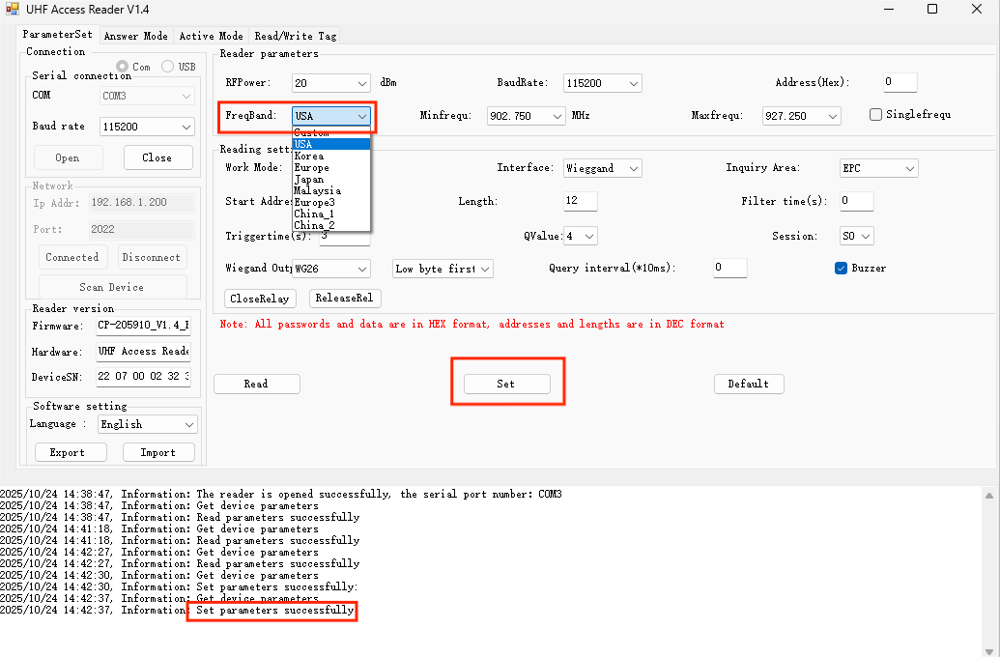 UHF Access Reader V1.4
ParameterSet Answer Mode Active Mode Read/Write Tag
Connection
Serial connection
Com USB
COM COM3
Baud rate 115200
Open Close
Network
Ip Addr: 192.168.1.200
Port: 2022
Connected Disconnect
Scan Device
Reader version
Firmware: CP-205910_V1.4_
Hardware: UHF Access Reade
DeviceSN: 22 07 00 02 32
Software setting
Language : English
Export Import
Reader parameters
RFPower: 20 dBm BaudRate: 115200 Address(Hex): 0
FreqBand: USA Minfrequ: 902.750 MHz Maxfrequ: 927.250 Singlefrequ
Custom
USA
Korea
Europe
Japan
Malaysia
Europe3
China_1
China_2
Reading sett
Work Mode: Interface: Wieggand Inquiry Area: EPC
Start Addre Length: 12 Filter time(s): 0
Triggertime(s): 3 QValue: 4 Session: S0
Wiegand Out WG26 Low byte first Query interval(*10ms): 0 Buzzer
CloseRelay ReleaseRel
Note: All passwords and data are in HEX format, addresses and lengths are in DEC format
Read Set Default
2025/10/24 14:38:47, Information: The reader is opened successfully, the serial port number: COM3
2025/10/24 14:38:47, Information: Get device parameters
2025/10/24 14:38:47, Information: Read parameters successfully
2025/10/24 14:41:18, Information: Get device parameters
2025/10/24 14:41:18, Information: Read parameters successfully
2025/10/24 14:42:27, Information: Get device parameters
2025/10/24 14:42:27, Information: Read parameters successfully
2025/10/24 14:42:30, Information: Get device parameters
2025/10/24 14:42:30, Information: Set parameters successfully:
2025/10/24 14:42:37, Information: Get device parameters
2025/10/24 14:42:37, Information: Set parameters successfully